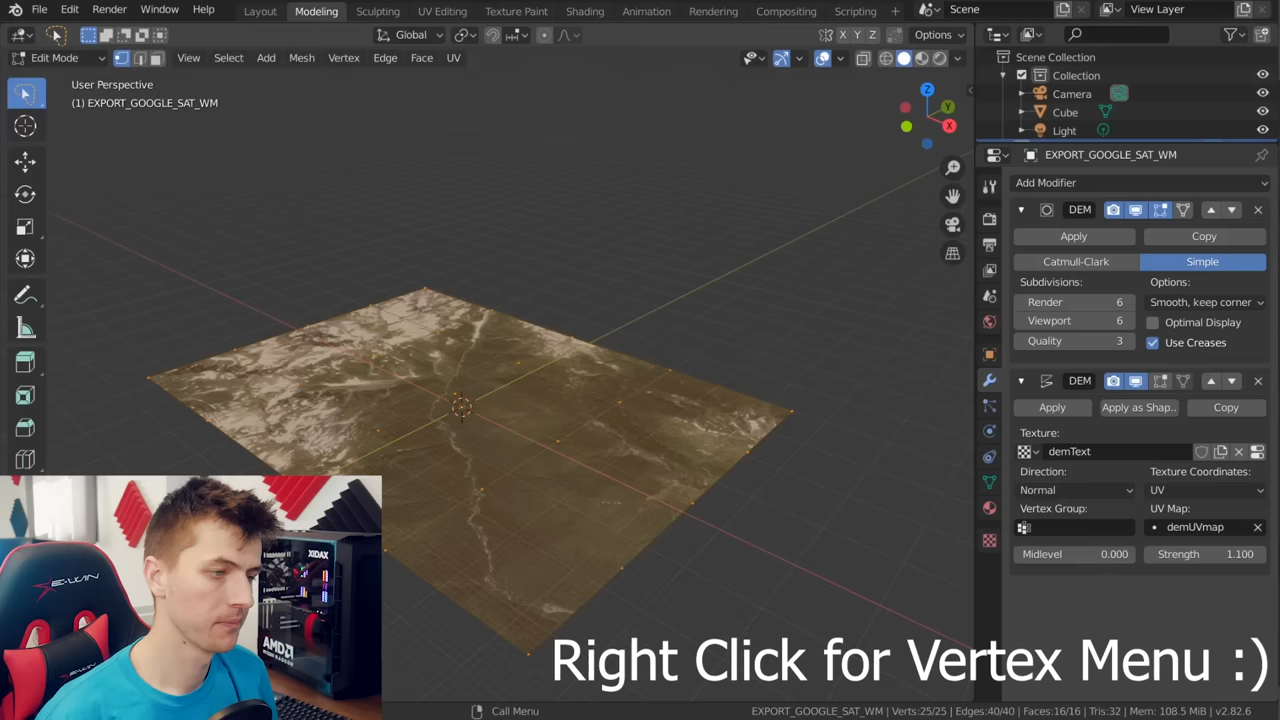 File Edit Render Window Help Layout Modeling Sculpting UV Editing Texture Paint Shading Animation Rendering Compositing Scripting + Scene View Layer
Global X Y Z Options
Edit Mode View Select Add Mesh Vertex Edge Face UV
User Perspective
(1) EXPORT_GOOGLE_SAT_WM
Z
Y
X
Scene Collection
Collection
Camera
Cube
Light
EXPORT_GOOGLE_SAT_WM
Add Modifier
DEM
Apply Copy
Catmull-Clark Simple
Subdivisions: Options:
Render 6 Smooth, keep corner
Viewport 6 Optimal Display
Quality 3 Use Creases
DEM
Apply Apply as Shap.. Copy
Texture:
demText
Direction: Texture Coordinates:
Normal UV
Vertex Group: UV Map:
demUVmap
Midlevel 0.000 Strength 1.100
XIDAX
E-WIN
AMD
Right Click for Vertex Menu :)
Call Menu EXPORT_GOOGLE_SAT_WM | Verts:25/25 | Edges:40/40 | Faces:16/16 | Tris:32 | Mem: 108.5 MiB | v2.82.6